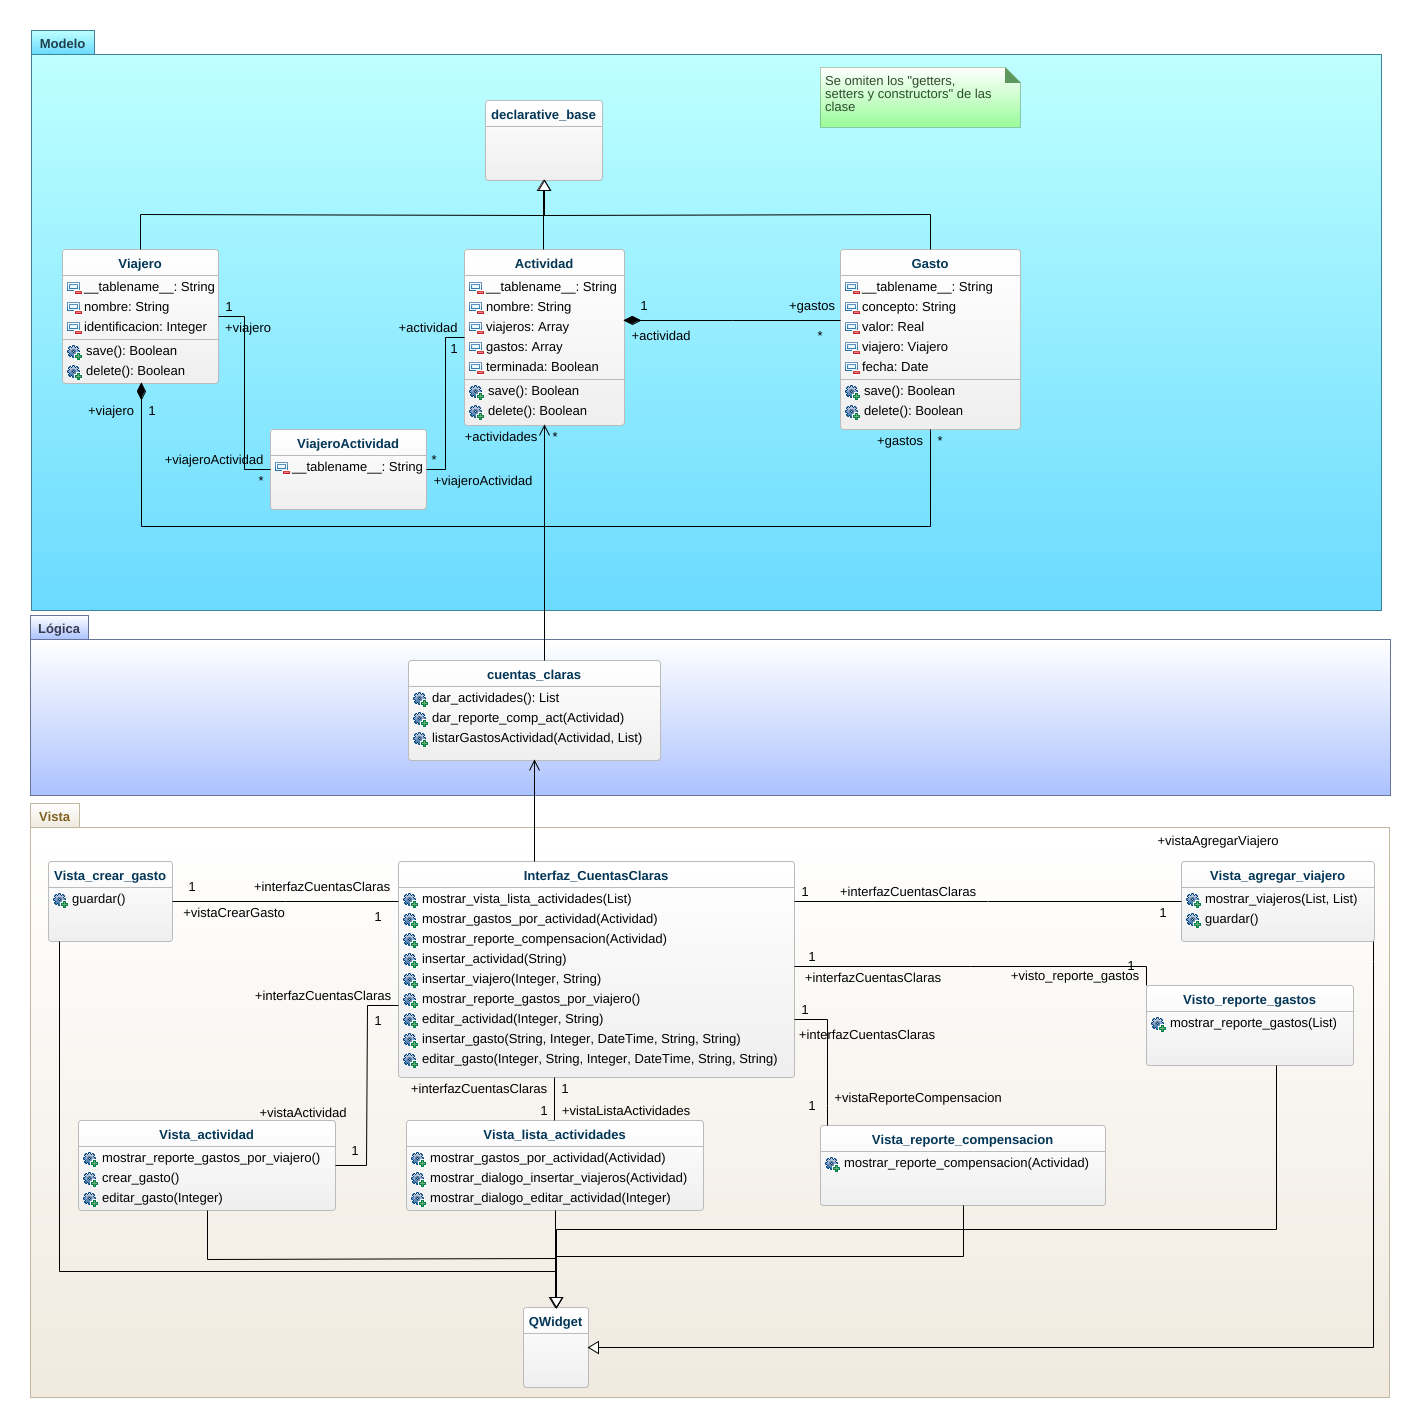 Modelo
Se omiten los "getters,
setters y constructors" de las
clase
declarative_base
Viajero
__tablename__: String
nombre: String
identificacion: Integer
save(): Boolean
delete(): Boolean
1
+viajero
+viajero
1
Actividad
__tablename__: String
nombre: String
viajeros: Array
gastos: Array
terminada: Boolean
save(): Boolean
delete(): Boolean
+actividad
1
1
+actividad
+gastos
*
Gasto
__tablename__: String
concepto: String
valor: Real
viajero: Viajero
fecha: Date
save(): Boolean
delete(): Boolean
+gastos
*
+actividades
*
ViajeroActividad
__tablename__: String
+viajeroActividad
*
*
+viajeroActividad
Lógica
cuentas_claras
dar_actividades(): List
dar_reporte_comp_act(Actividad)
listarGastosActividad(Actividad, List)
Vista
+vistaAgregarViajero
Vista_crear_gasto
guardar()
1
+interfazCuentasClaras
+vistaCrearGasto
1
Interfaz_CuentasClaras
mostrar_vista_lista_actividades(List)
mostrar_gastos_por_actividad(Actividad)
mostrar_reporte_compensacion(Actividad)
insertar_actividad(String)
insertar_viajero(Integer, String)
mostrar_reporte_gastos_por_viajero()
editar_actividad(Integer, String)
insertar_gasto(String, Integer, DateTime, String, String)
editar_gasto(Integer, String, Integer, DateTime, String, String)
1
+interfazCuentasClaras
1
Vista_agregar_viajero
mostrar_viajeros(List, List)
guardar()
1
+interfazCuentasClaras
+visto_reporte_gastos
1
Visto_reporte_gastos
mostrar_reporte_gastos(List)
+interfazCuentasClaras
1
1
+interfazCuentasClaras
+interfazCuentasClaras
1
1
+vistaListaActividades
+vistaReporteCompensacion
1
+vistaActividad
1
Vista_actividad
mostrar_reporte_gastos_por_viajero()
crear_gasto()
editar_gasto(Integer)
Vista_lista_actividades
mostrar_gastos_por_actividad(Actividad)
mostrar_dialogo_insertar_viajeros(Actividad)
mostrar_dialogo_editar_actividad(Integer)
Vista_reporte_compensacion
mostrar_reporte_compensacion(Actividad)
QWidget